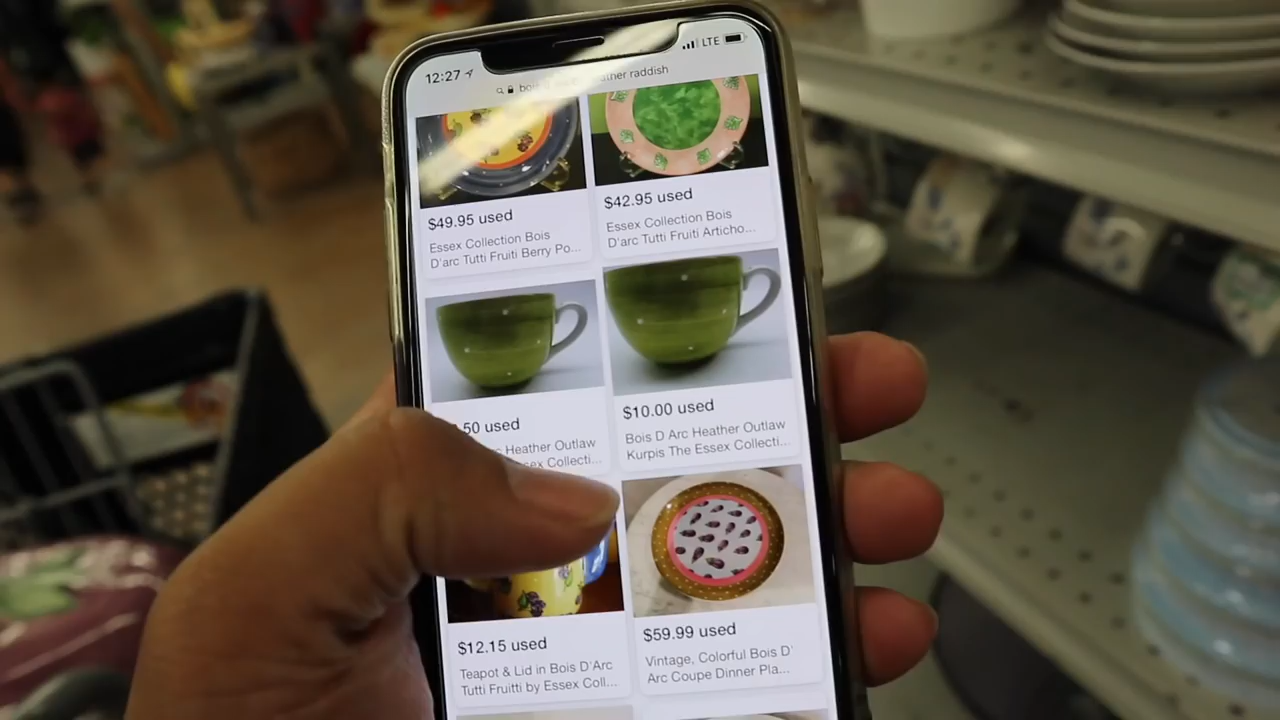 12:27
LTE
raddish
$49.95 used
Essex Collection Bois
D'arc Tutti Fruiti Berry Po...
$42.95 used
Essex Collection Bois
D'arc Tutti Fruiti Articho...
50 used
Heather Outlaw
Collecti...
$10.00 used
Bois D Arc Heather Outlaw
Kurpis The Essex Collecti...
$12.15 used
Teapot & Lid in Bois D'Arc
Tutti Fruitti by Essex Coll...
$59.99 used
Vintage, Colorful Bois D'
Arc Coupe Dinner Pla...